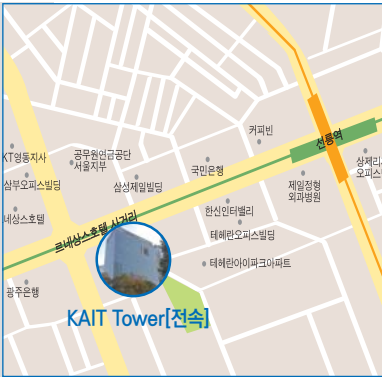 커피빈
선릉역
KT영동지사
공무원연금공단
서울지부
국민은행
상제리
오피스
삼부오피스빌딩
삼성제일빌딩
제일정형
외과병원
네상스호텔
한신인터밸리
르네상스호텔 사거리
테헤란오피스빌딩
테헤란아이파크아파트
광주은행
KAIT Tower[전속]